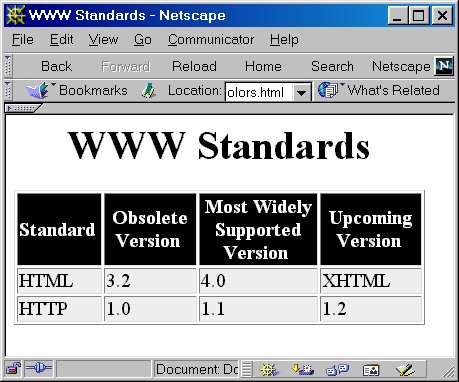 WWW Standards - Netscape
File Edit View Go Communicator Help
Back Forward Reload Home Search Netscape N
Bookmarks Location: olors.html What's Related
WWW Standards
Standard Obsolete Version Most Widely Supported Version Upcoming Version
HTML 3.2 4.0 XHTML
HTTP 1.0 1.1 1.2
Document: Dc